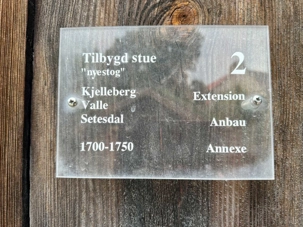 Tilbygd stue 2
"nyestog"
Kjelleberg
Valle
Setesdal
1700-1750
Extension
Anbau
Annexe